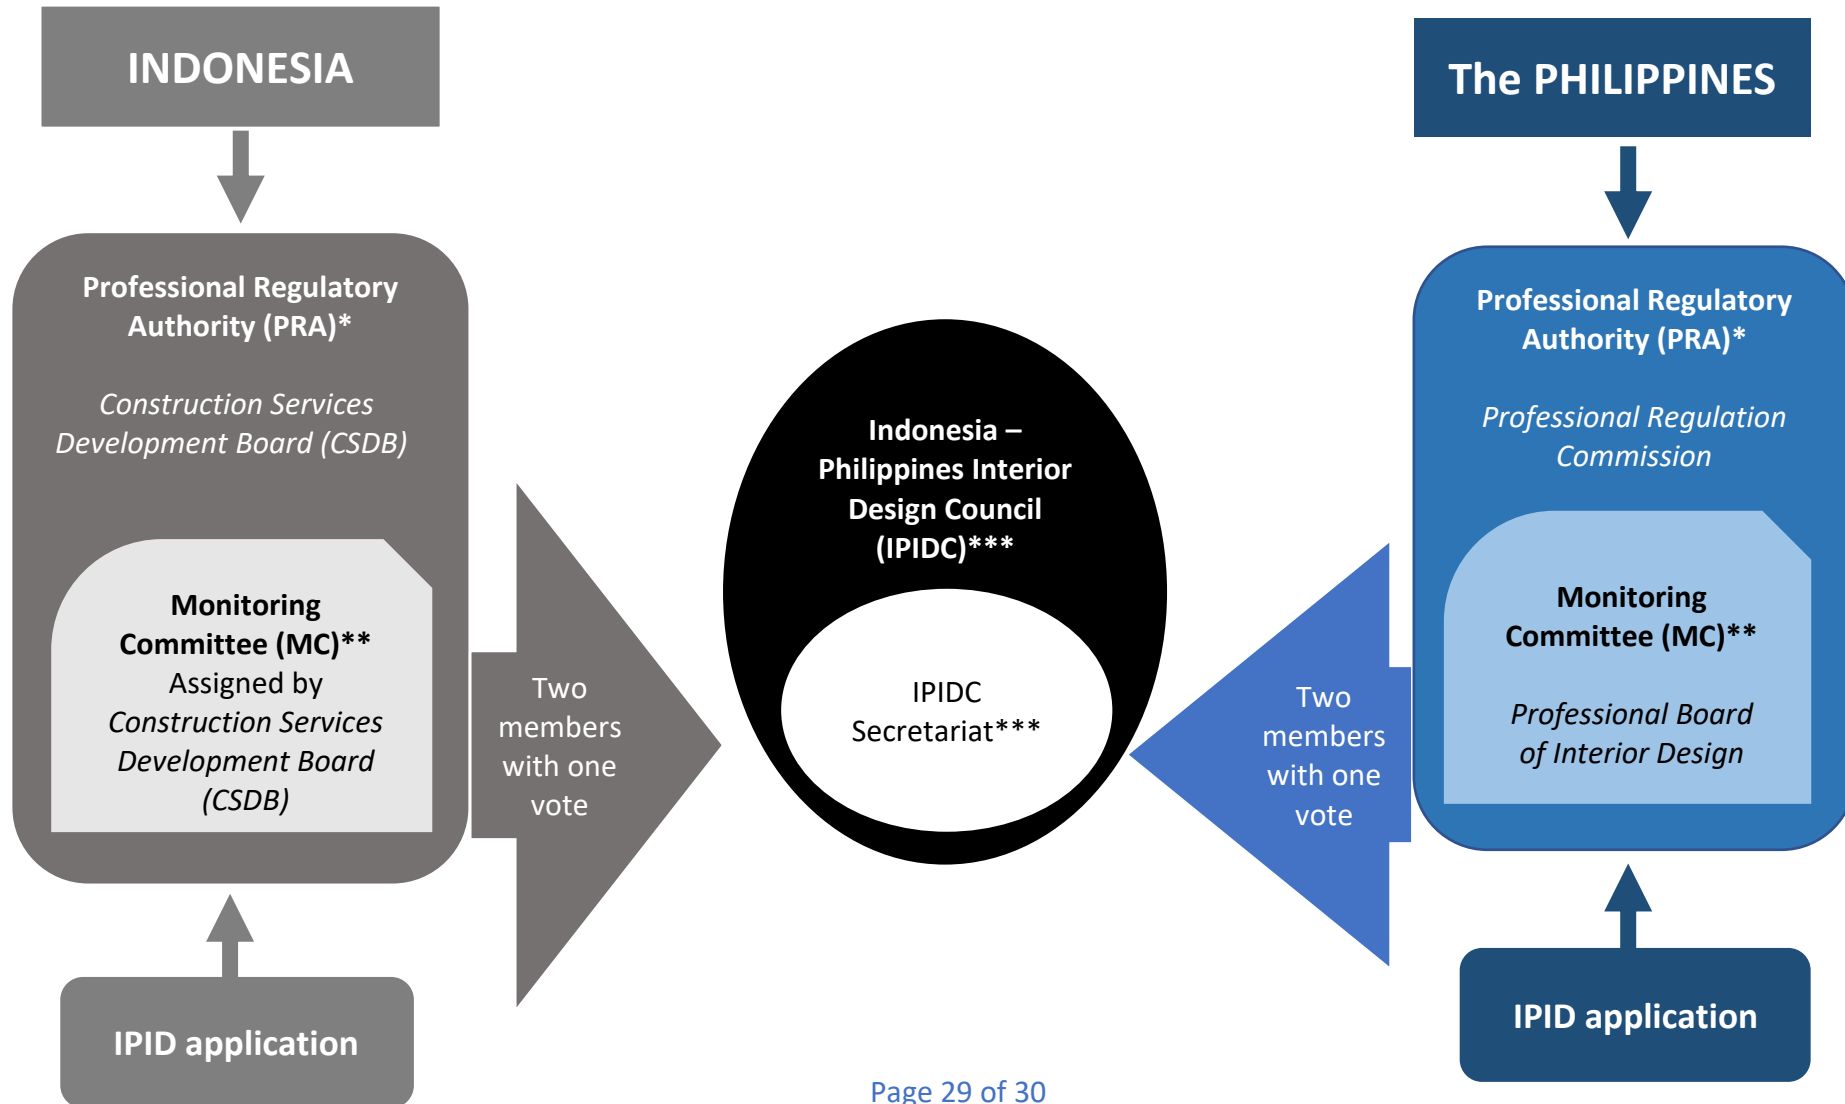 INDONESIA
Professional Regulatory
Authority (PRA)*
Construction Services
Development Board (CSDB)
Monitoring
Committee (MC)**
Assigned by
Construction Services
Development Board
(CSDB)
IPID application
Two
members
with one
vote
Indonesia –
Philippines Interior
Design Council
(IPIDC)***
IPIDC
Secretariat***
Two
members
with one
vote
The PHILIPPINES
Professional Regulatory
Authority (PRA)*
Professional Regulation
Commission
Monitoring
Committee (MC)**
Professional Board
of Interior Design
IPID application
Page 29 of 30